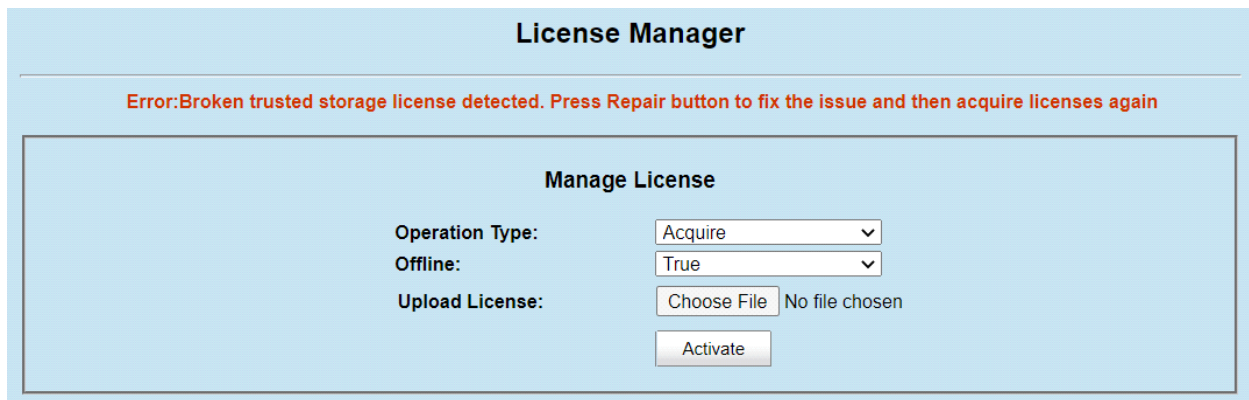 License Manager
Error:Broken trusted storage license detected. Press Repair button to fix the issue and then acquire licenses again
Manage License
Operation Type: Acquire
Offline: True
Upload License: Choose File No file chosen
Activate